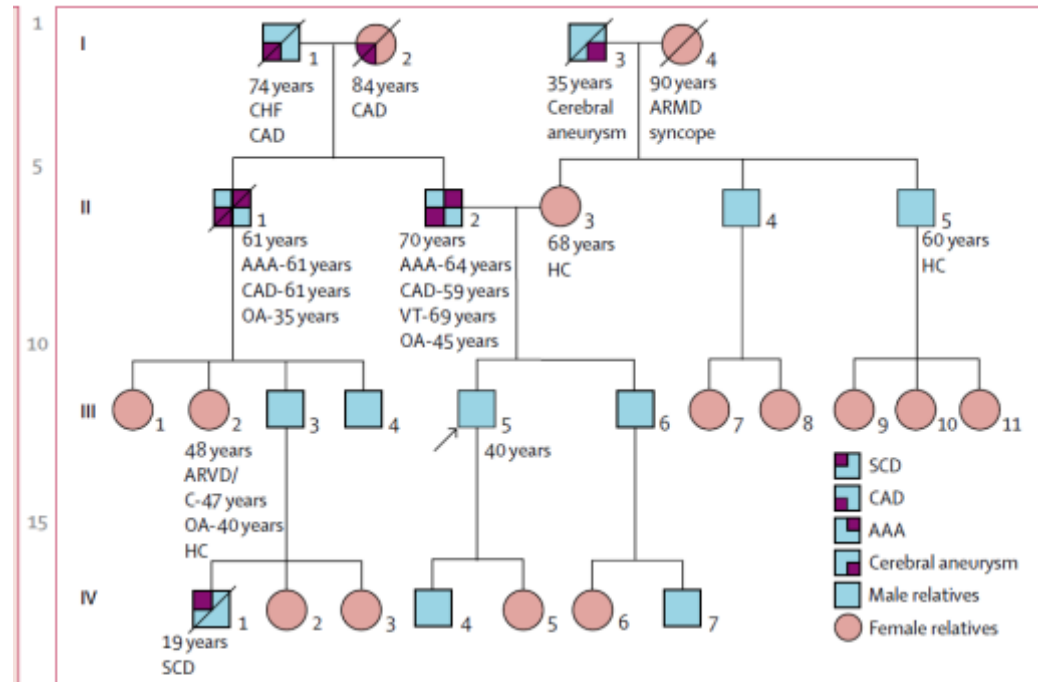 1
I
1
2
3
4
74 years
CHF
CAD
84 years
CAD
35 years
Cerebral
aneurysm
90 years
ARMD
syncope
5
II
1
2
3
4
5
61 years
AAA-61 years
CAD-61 years
OA-35 years
70 years
AAA-64 years
CAD-59 years
VT-69 years
OA-45 years
68 years
HC
60 years
HC
10
III
1
2
3
4
5
6
7
8
9
10
11
48 years
ARVD/
C-47 years
OA-40 years
HC
40 years
15
IV
1
2
3
4
5
6
7
19 years
SCD
SCD
CAD
AAA
Cerebral aneurysm
Male relatives
Female relatives